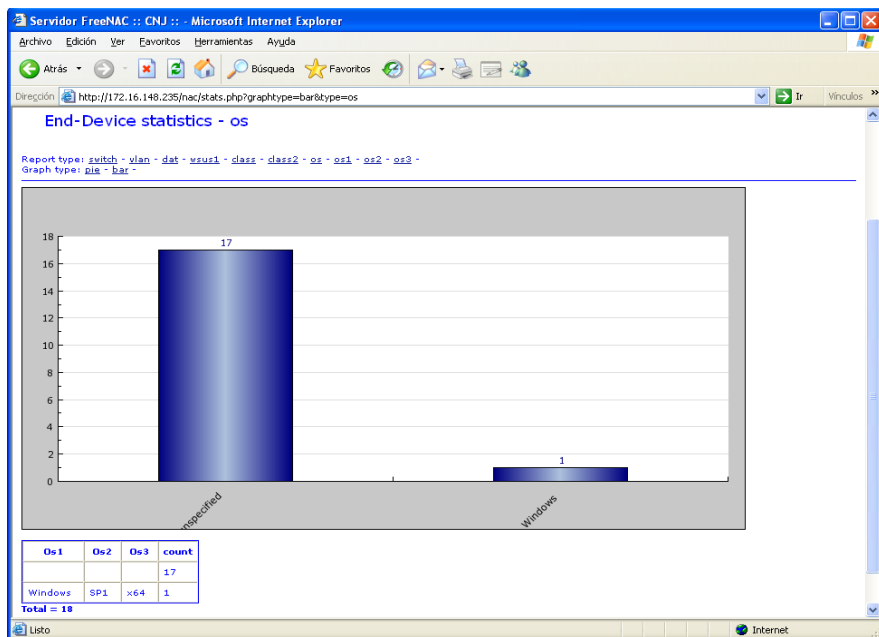 Servidor FreeNAC :: CNJ :: - Microsoft Internet Explorer
Archivo Edición Ver Favoritos Herramientas Ayuda
Atrás Búsqueda Favoritos
Dirección http://172.16.148.235/nac/stats.php?graphtype=bar&type=os Ir Vínculos »
End-Device statistics - os
Report type: switch - vlan - dat - wsus1 - class - class2 - os - os1 - os2 - os3 -
Graph type: pie - bar -
18
16
14
12
10
8
6
4
2
0
17
1
nspecified
Windows
Os1 Os2 Os3 count
17
Windows SP1 x64 1
Total = 18
Listo Internet